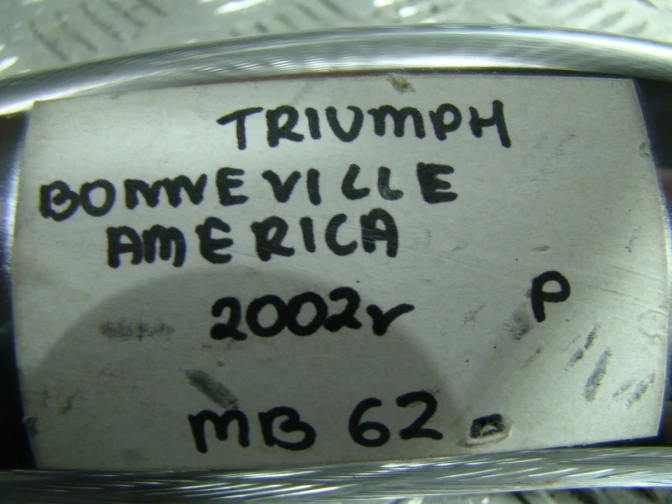 TRIUMPH
BONNEVILLE
AMERICA
2002r P
MB 62